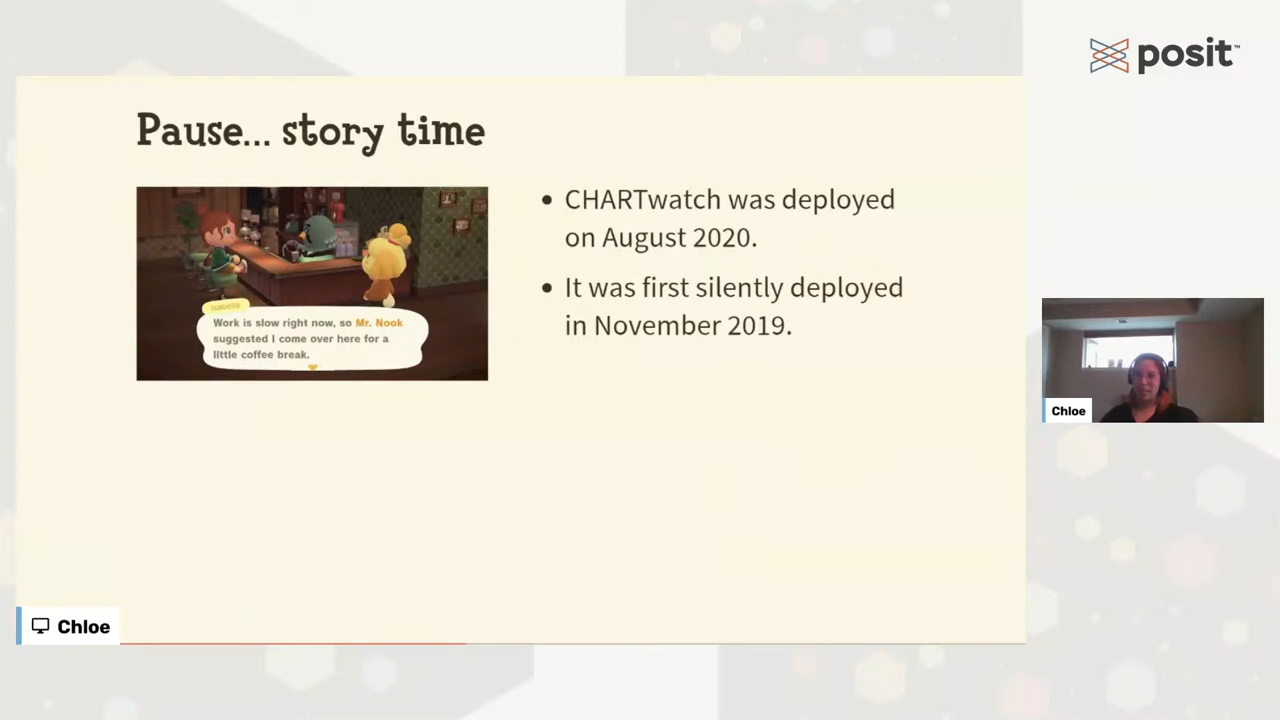 posit™
Pause... story time
Isabelle
Work is slow right now, so Mr. Nook
suggested I come over here for a
little coffee break.
• CHARTwatch was deployed
on August 2020.
• It was first silently deployed
in November 2019.
Chloe
Chloe